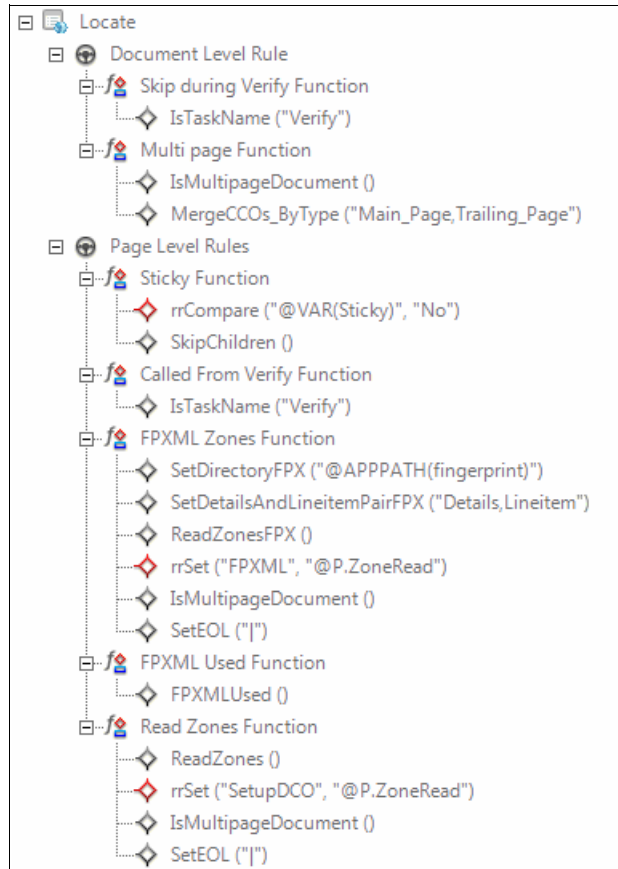 Locate
Document Level Rule
Skip during Verify Function
IsTaskName ("Verify")
Multi page Function
IsMultipageDocument ()
MergeCCOs_ByType ("Main_Page,Trailing_Page")
Page Level Rules
Sticky Function
rrCompare ("@VAR(Sticky)", "No")
SkipChildren ()
Called From Verify Function
IsTaskName ("Verify")
FPXML Zones Function
SetDirectoryFPX ("@APPPATH(fingerprint)")
SetDetailsAndLineitemPairFPX ("Details,Lineitem")
ReadZonesFPX ()
rrSet ("FPXML", "@P.ZoneRead")
IsMultipageDocument ()
SetEOL ("|")
FPXML Used Function
FPXMLUsed ()
Read Zones Function
ReadZones ()
rrSet ("SetupDCO", "@P.ZoneRead")
IsMultipageDocument ()
SetEOL ("|")